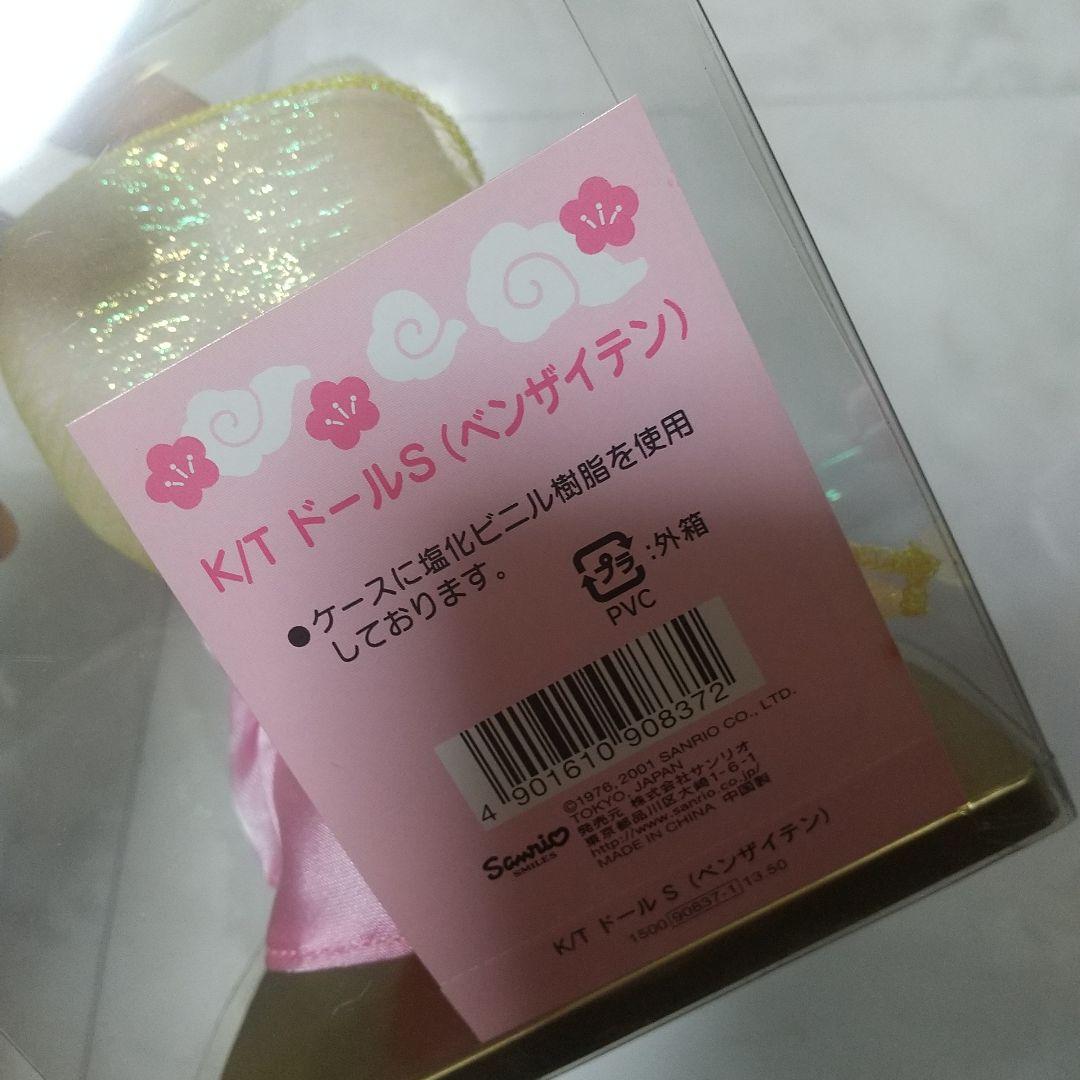 K/T ドールS (ベンザイテン)
●ケースに塩化ビニル樹脂を使用
しております。
プラ :外箱
PVC
4 901610 908372
©1976, 2001 SANRIO CO., LTD.
TOKYO, JAPAN
発売元 株式会社サンリオ
東京都品川区大崎1-6-1
http://www.sanrio.co.jp/
MADE IN CHINA 中国製
Sanrio
SMILES
K/T ドール S (ベンザイテン)
1500 90837-1 13.50